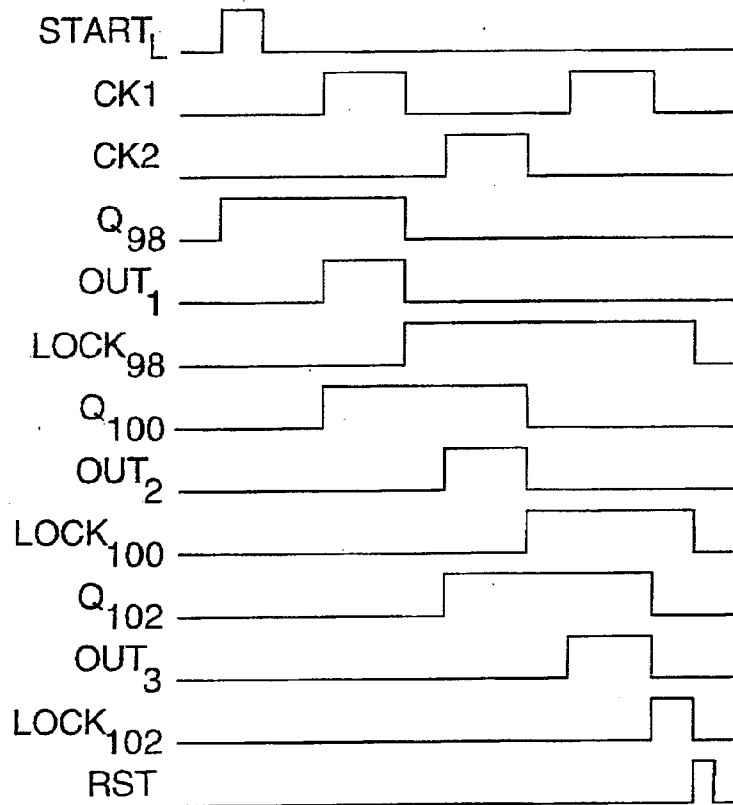 START_L
CK1
CK2
Q_98
OUT_1
LOCK_98
Q_100
OUT_2
LOCK_100
Q_102
OUT_3
LOCK_102
RST